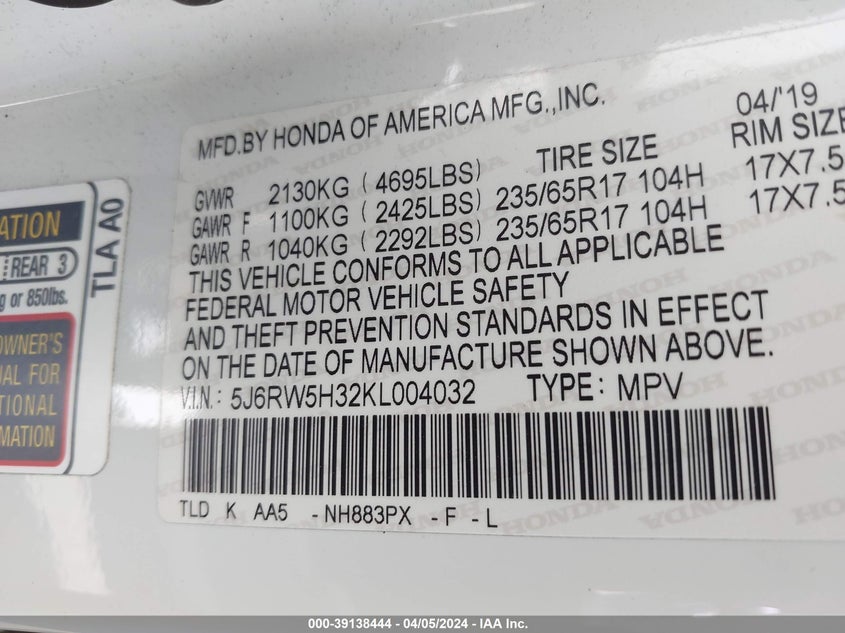 MFD.BY HONDA OF AMERICA MFG.,INC. 04/'19
TIRE SIZE RIM SIZE
GVWR 2130KG ( 4695LBS)
GAWR F 1100KG ( 2425LBS) 235/65R17 104H 17X7.5
GAWR R 1040KG ( 2292LBS) 235/65R17 104H 17X7.5
THIS VEHICLE CONFORMS TO ALL APPLICABLE
FEDERAL MOTOR VEHICLE SAFETY
AND THEFT PREVENTION STANDARDS IN EFFECT
ON THE DATE OF MANUFACTURE SHOWN ABOVE.
V.I.N.: 5J6RW5H32KL004032 TYPE: MPV
TLD K AA5 -NH883PX -F -L
ATION
REAR 3
g or 850lbs.
OWNER'S
UAL FOR
TIONAL
RMATION
TLA A0
000-39138444 - 04/05/2024 - IAA Inc.